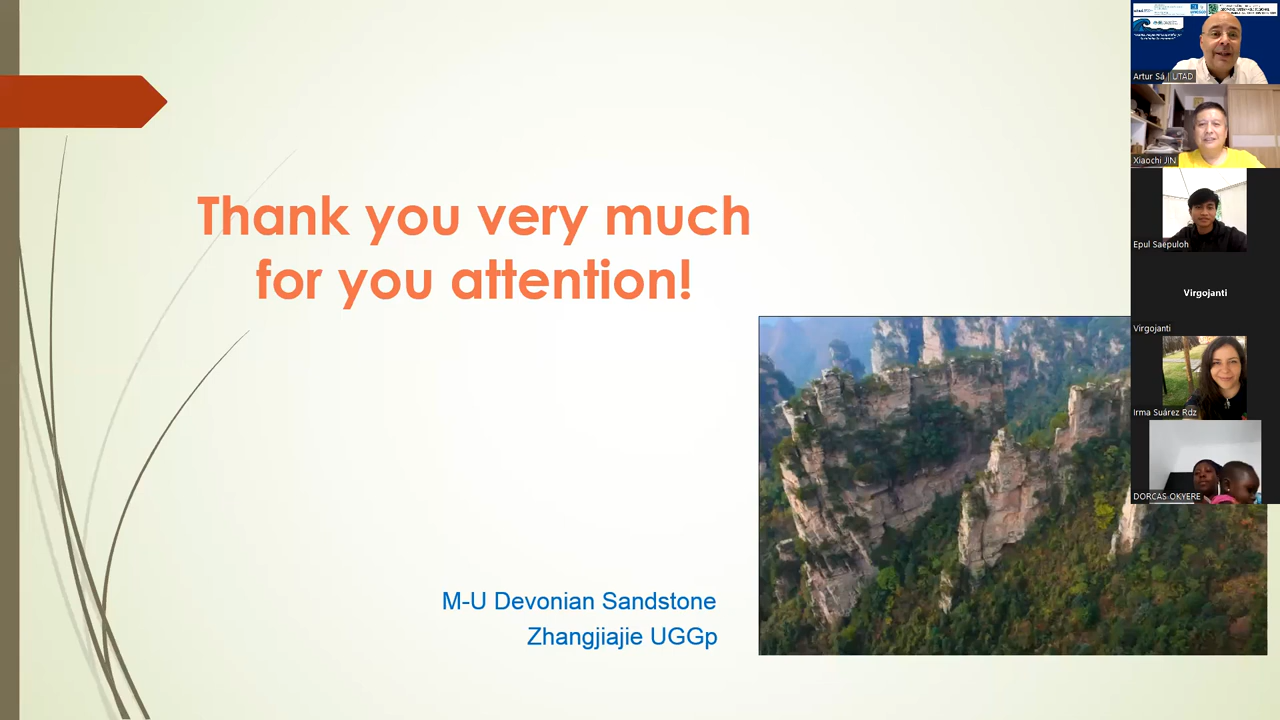 Thank you very much
for you attention!
M-U Devonian Sandstone
Zhangjiajie UGGp
Artur Sá | UTAD
Xiaochi JIN
Epul Saepuloh
Virgojanti
Virgojanti
Irma Suárez Rdz
DORCAS OKYERE